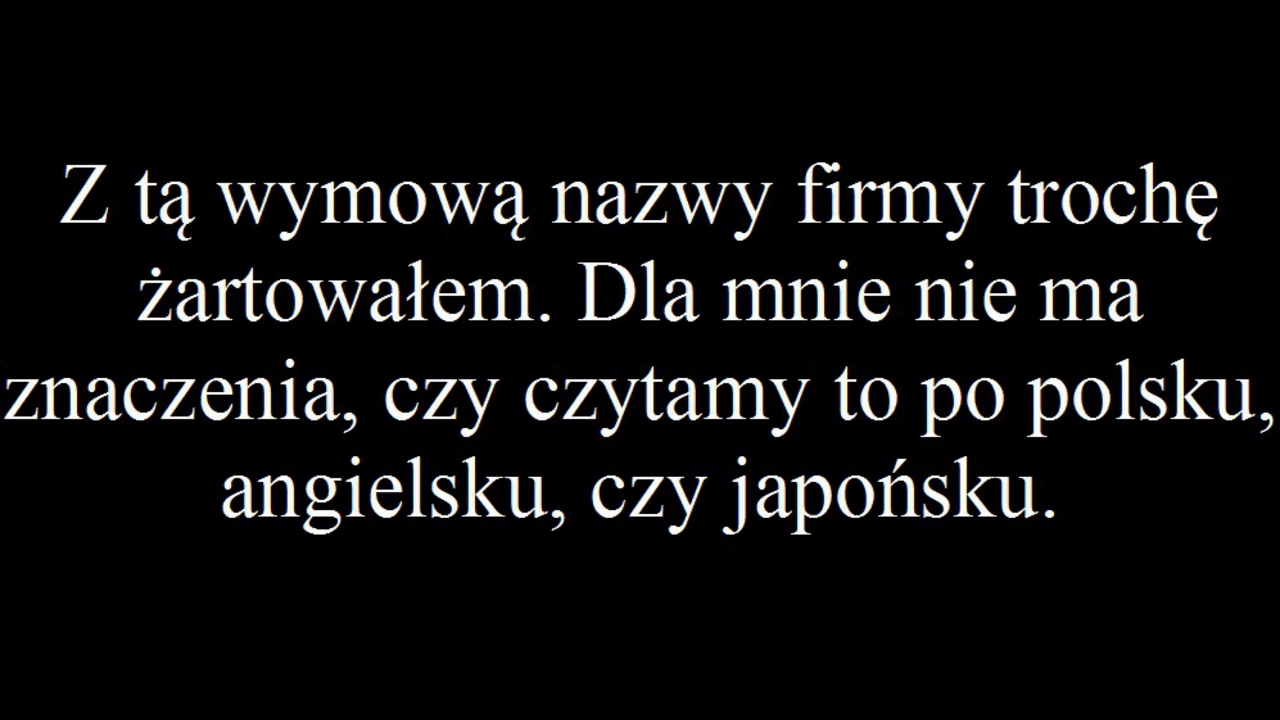 Z tą wymową nazwy firmy trochę
żartowałem. Dla mnie nie ma
znaczenia, czy czytamy to po polsku,
angielsku, czy japońsku.